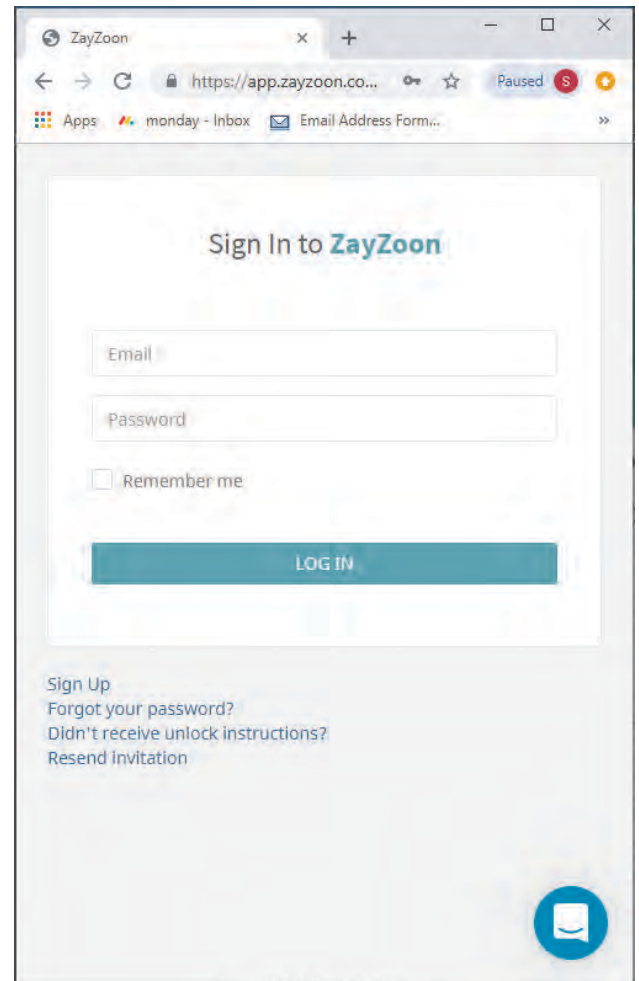 ZayZoon
https://app.zayzoon.co... Paused S
Apps monday - Inbox Email Address Form... »
Sign In to ZayZoon
Email
Password
Remember me
LOG IN
Sign Up
Forgot your password?
Didn't receive unlock instructions?
Resend invitation